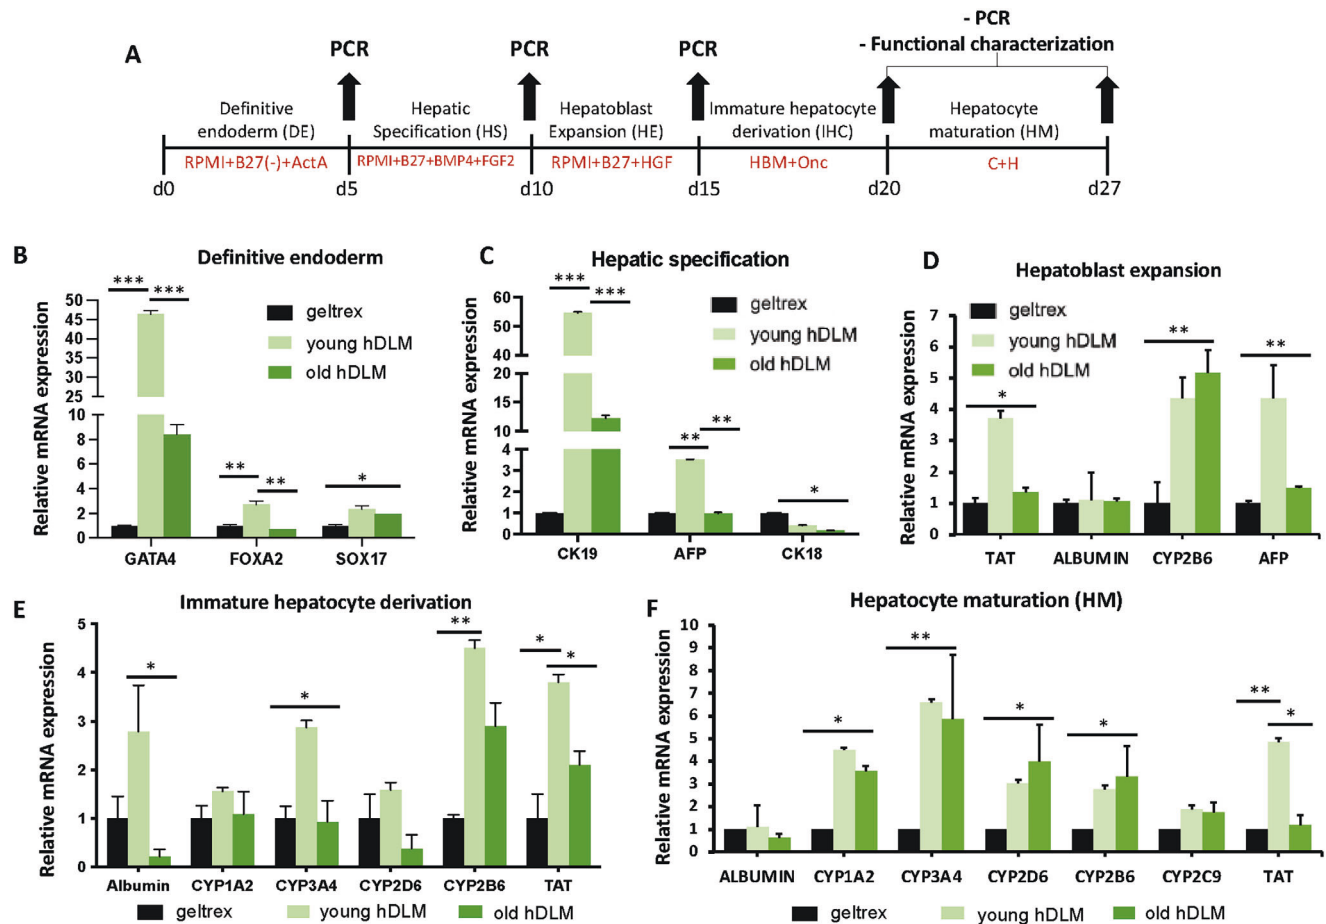 A
- PCR
- Functional characterization
PCR
PCR
PCR
Definitive
endoderm (DE)
Hepatic
Specification (HS)
Hepatoblast
Expansion (HE)
Immature hepatocyte
derivation (IHC)
Hepatocyte
maturation (HM)
RPMI+B27(-)+ActA
RPMI+B27+BMP4+FGF2
RPMI+B27+HGF
HBM+Onc
C+H
d0
d5
d10
d15
d20
d27
B
Definitive endoderm
Relative mRNA expression
50
45
40
35
30
25
10
8
6
4
2
0
***
***
**
**
*
geltrex
young hDLM
old hDLM
GATA4
FOXA2
SOX17
C
Hepatic specification
Relative mRNA expression
60
50
40
20
15
10
4
3
2
1
0
***
***
**
**
*
geltrex
young hDLM
old hDLM
CK19
AFP
CK18
D
Hepatoblast expansion
Relative mRNA expression
7
6
5
4
3
2
1
0
*
**
**
geltrex
young hDLM
old hDLM
TAT
ALBUMIN
CYP2B6
AFP
E
Immature hepatocyte derivation
Relative mRNA expression
5
4
3
2
1
0
*
*
**
*
*
Albumin
CYP1A2
CYP3A4
CYP2D6
CYP2B6
TAT
geltrex
young hDLM
old hDLM
F
Hepatocyte maturation (HM)
Relative mRNA expression
10
9
8
7
6
5
4
3
2
1
0
*
**
*
*
**
*
ALBUMIN
CYP1A2
CYP3A4
CYP2D6
CYP2B6
CYP2C9
TAT
geltrex
young hDLM
old hDLM